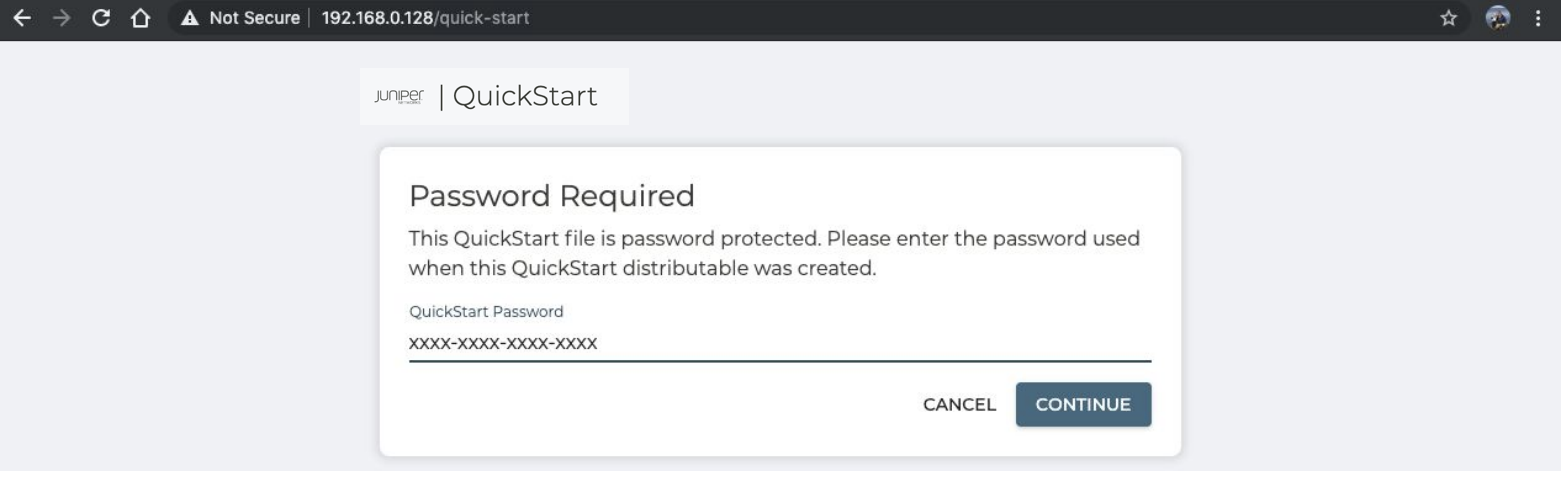 Not Secure | 192.168.0.128/quick-start
JUNIPEr | QuickStart
NETWORKS
Password Required
This QuickStart file is password protected. Please enter the password used
when this QuickStart distributable was created.
QuickStart Password
xxxx-xxxx-xxxx-xxxx
CANCEL CONTINUE